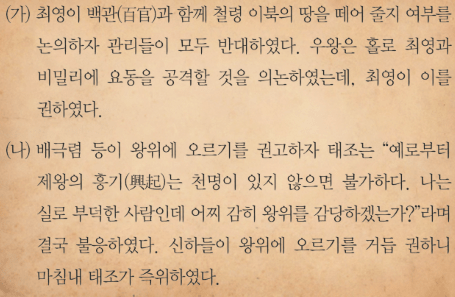 (가) 최영이 백관(百官)과 함께 철령 이북의 땅을 떼어 줄지 여부를
논의하자 관리들이 모두 반대하였다. 우왕은 홀로 최영과
비밀리에 요동을 공격할 것을 의논하였는데, 최영이 이를
권하였다.
(나) 배극렴 등이 왕위에 오르기를 권고하자 태조는 “예로부터
제왕의 흥기(興起)는 천명이 있지 않으면 불가하다. 나는
실로 부덕한 사람인데 어찌 감히 왕위를 감당하겠는가?”라며
결국 불응하였다. 신하들이 왕위에 오르기를 거듭 권하니
마침내 태조가 즉위하였다.